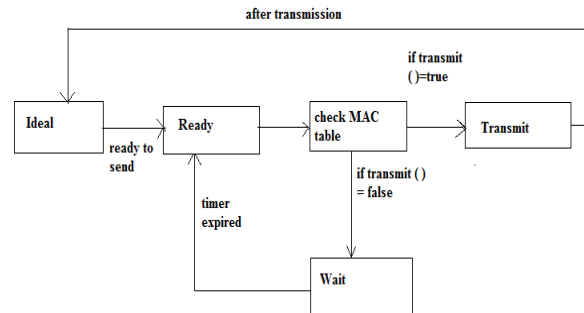 after transmission
if transmit
( )=true
Ideal
Ready
check MAC
table
Transmit
ready to
send
if transmit ( )
= false
timer
expired
Wait